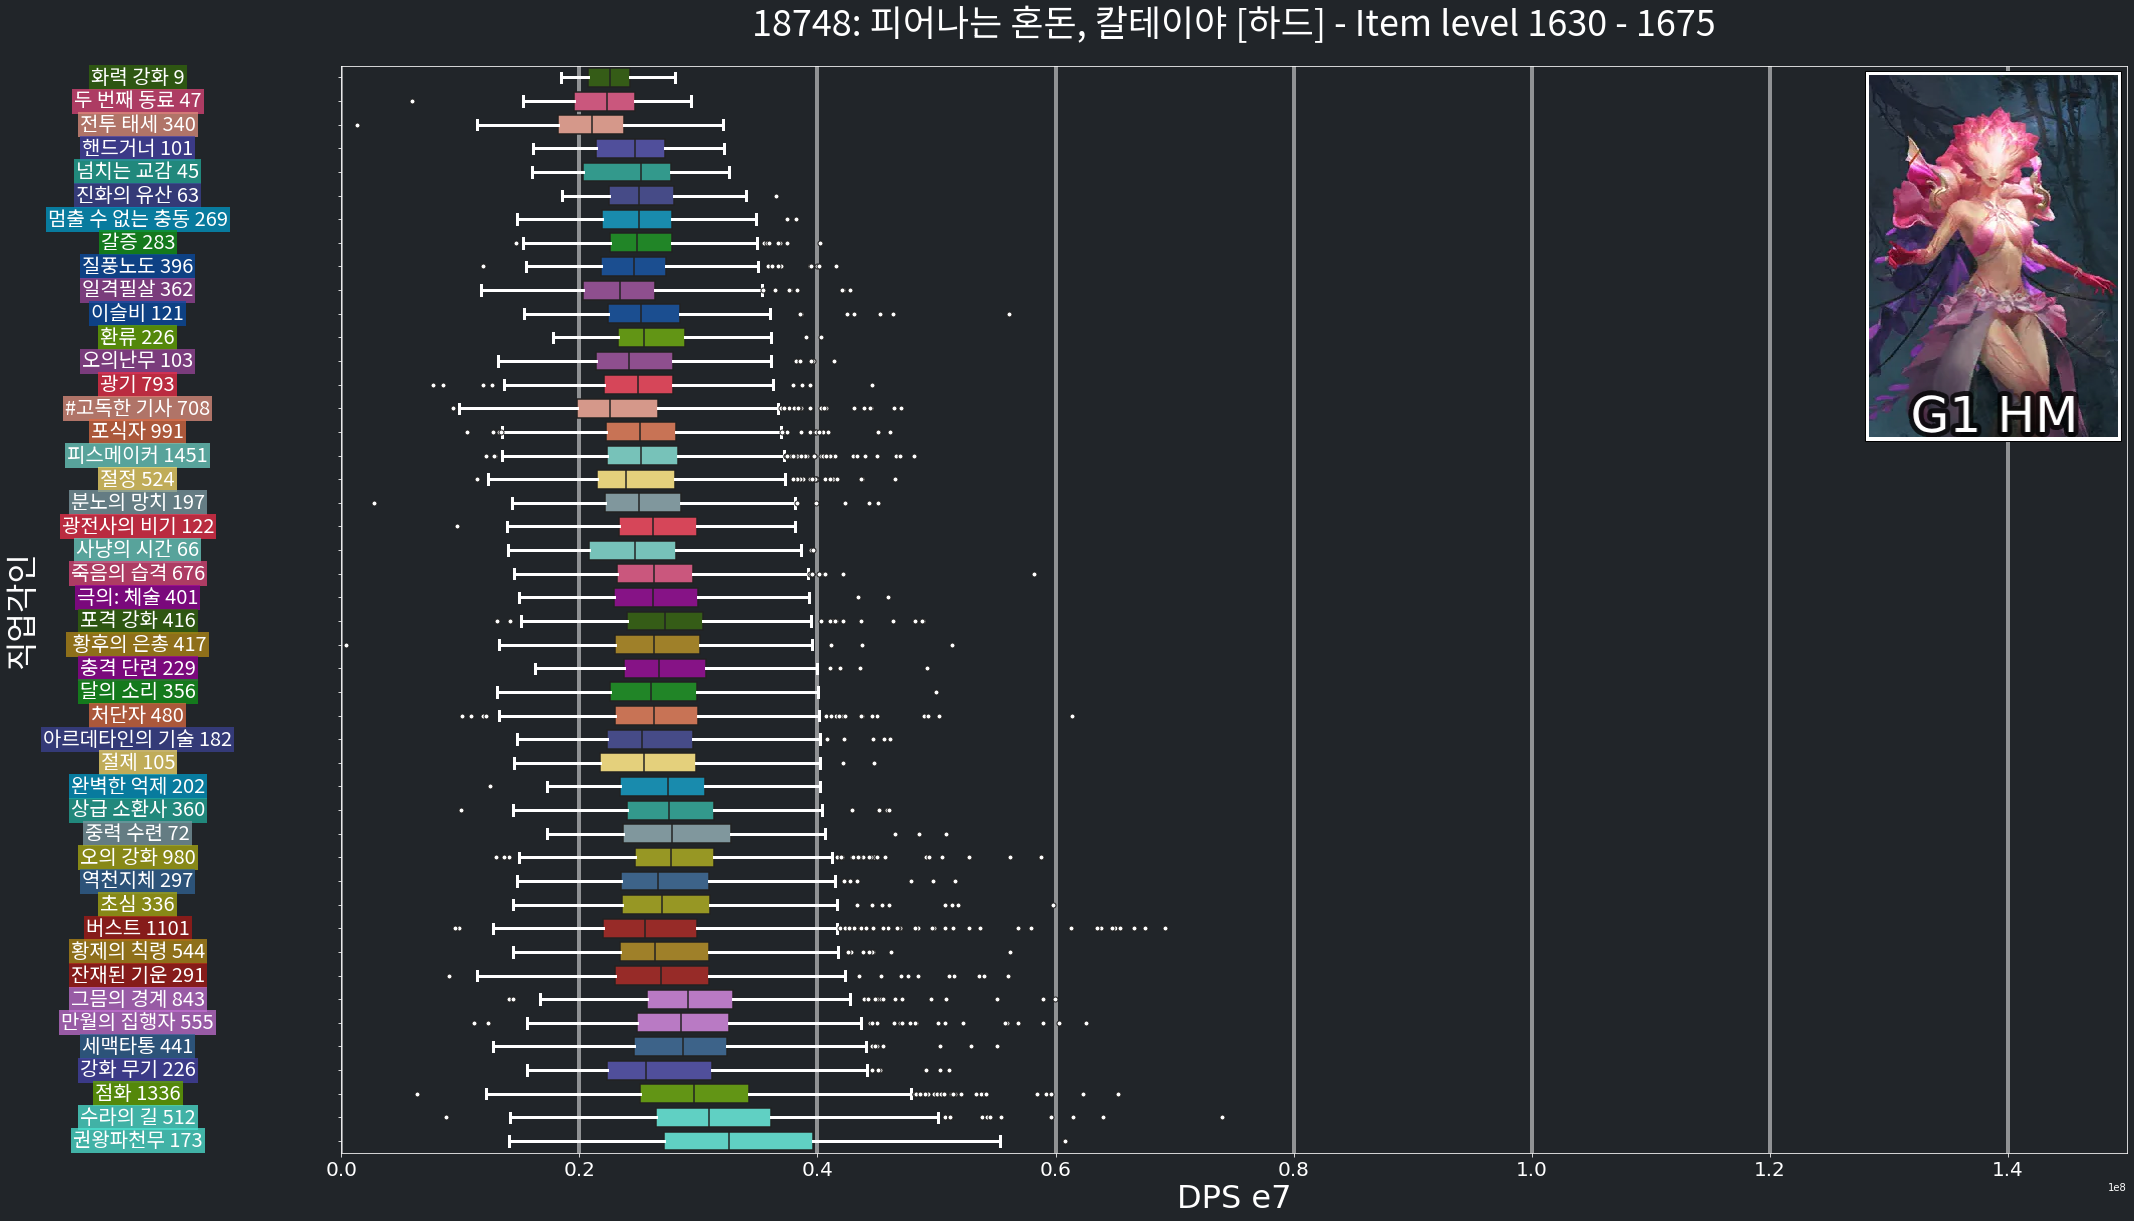 18748: 피어나는 혼돈, 칼테이야 [하드] - Item level 1630 - 1675
화력 강화 9
두 번째 동료 47
전투 태세 340
핸드거너 101
넘치는 교감 45
진화의 유산 63
멈출 수 없는 충동 269
갈증 283
질풍노도 396
일격필살 362
이슬비 121
환류 226
오의난무 103
광기 793
#고독한 기사 708
포식자 991
피스메이커 1451
절정 524
분노의 망치 197
광전사의 비기 122
사냥의 시간 66
죽음의 습격 676
극의: 체술 401
포격 강화 416
황후의 은총 417
충격 단련 229
달의 소리 356
처단자 480
아르데타인의 기술 182
절제 105
완벽한 억제 202
상급 소환사 360
중력 수련 72
오의 강화 980
역천지체 297
초심 336
버스트 1101
황제의 칙령 544
잔재된 기운 291
그믐의 경계 843
만월의 집행자 555
세맥타통 441
강화 무기 226
점화 1336
수라의 길 512
권왕파천무 173
직업각인
G1 HM
0.0 0.2 0.4 0.6 0.8 1.0 1.2 1.4
1e8
DPS e7